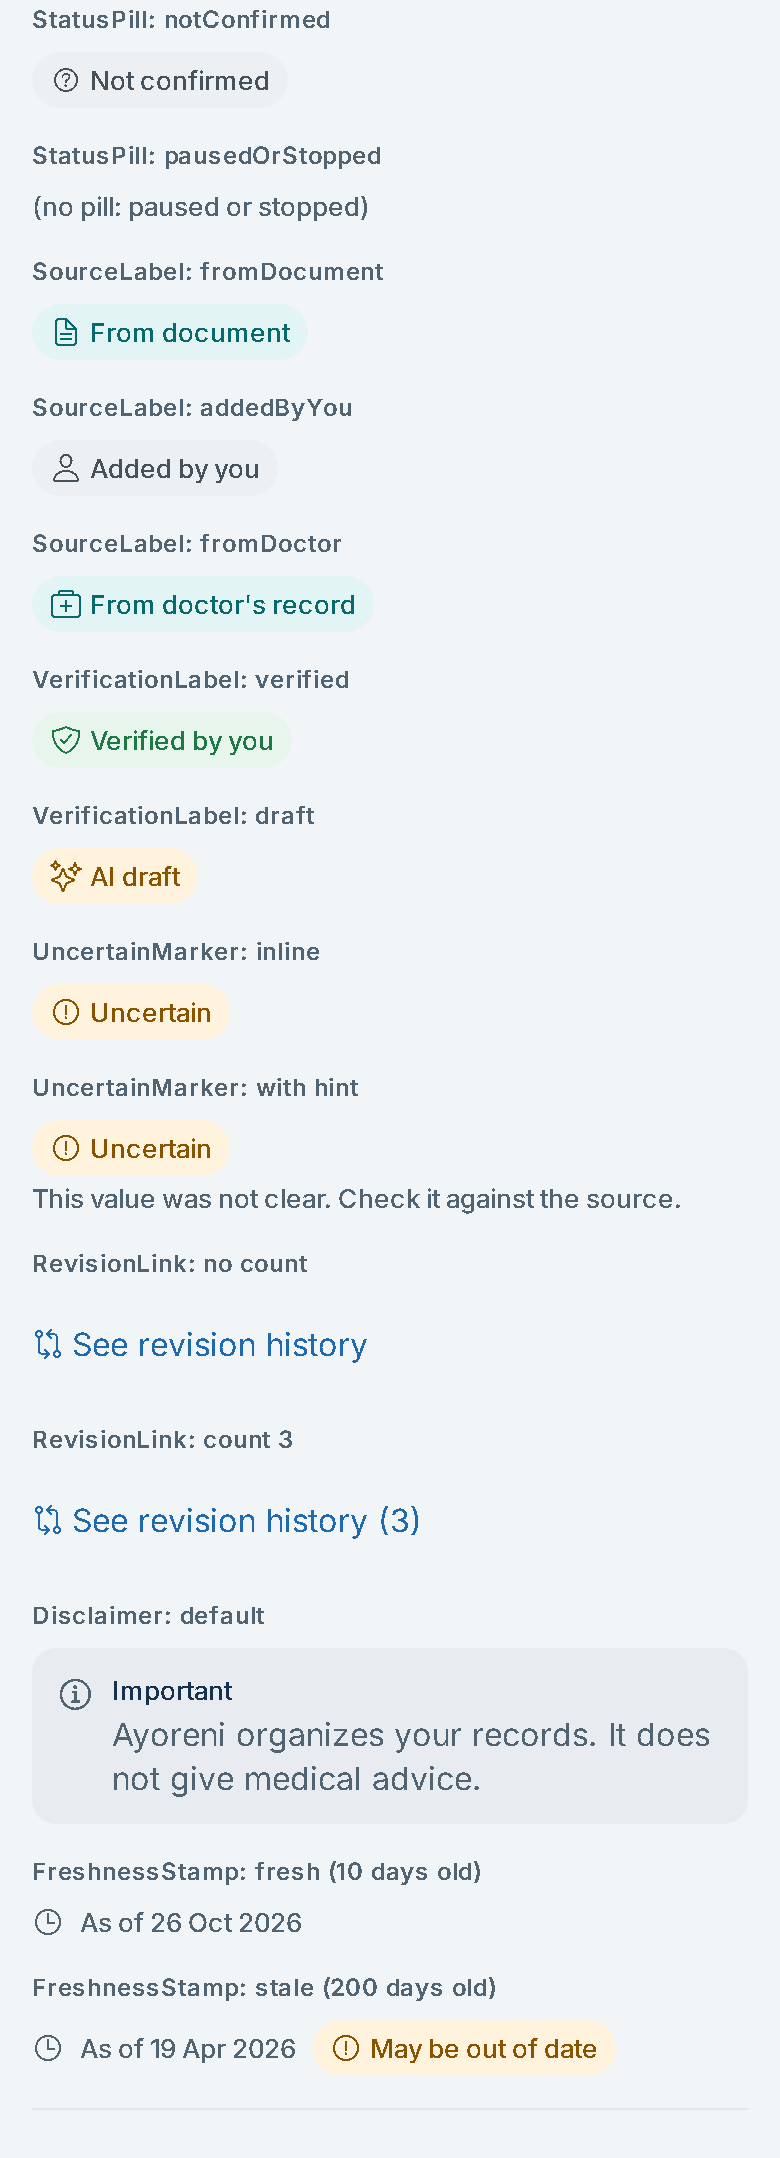 StatusPill: notConfirmed
Not confirmed
StatusPill: pausedOrStopped
(no pill: paused or stopped)
SourceLabel: fromDocument
From document
SourceLabel: addedByYou
Added by you
SourceLabel: fromDoctor
From doctor's record
VerificationLabel: verified
Verified by you
VerificationLabel: draft
AI draft
UncertainMarker: inline
Uncertain
UncertainMarker: with hint
Uncertain
This value was not clear. Check it against the source.
RevisionLink: no count
See revision history
RevisionLink: count 3
See revision history (3)
Disclaimer: default
Important
Ayoreni organizes your records. It does
not give medical advice.
FreshnessStamp: fresh (10 days old)
As of 26 Oct 2026
FreshnessStamp: stale (200 days old)
As of 19 Apr 2026 May be out of date